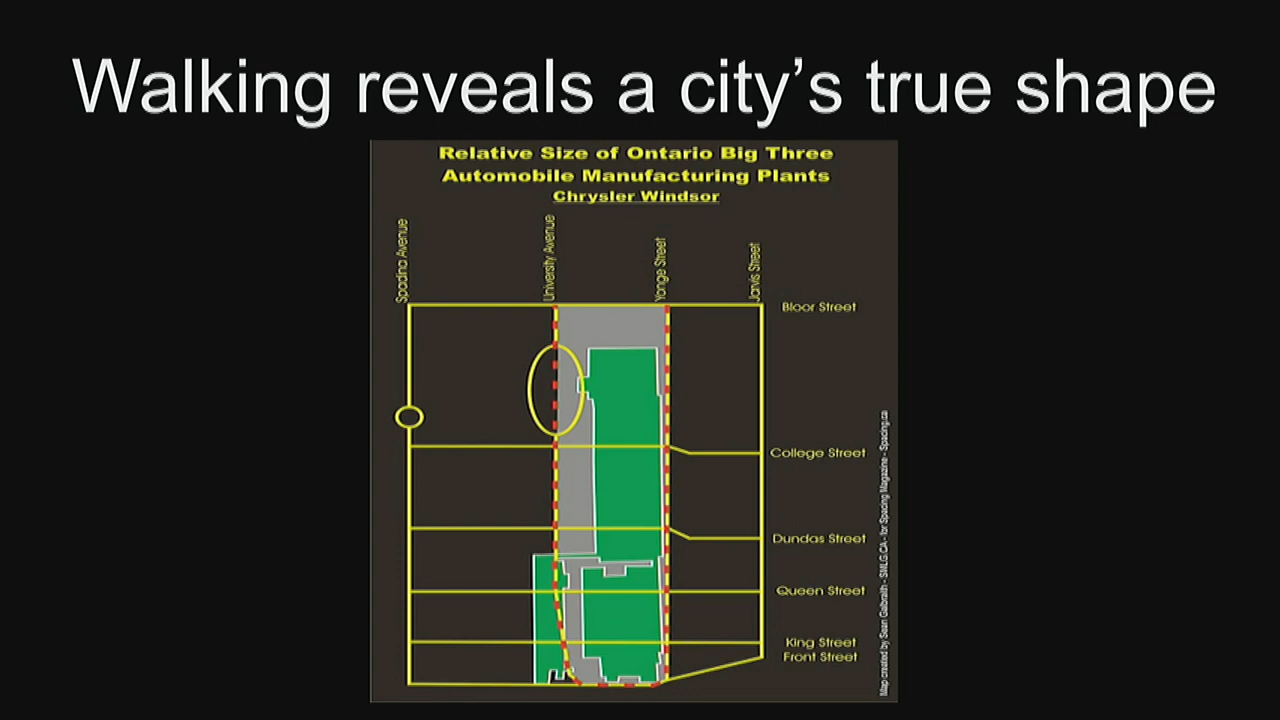 Walking reveals a city’s true shape
Relative Size of Ontario Big Three
Automobile Manufacturing Plants
Chrysler Windsor
Spadina Avenue
University Avenue
Yonge Street
Jarvis Street
Bloor Street
College Street
Dundas Street
Queen Street
King Street
Front Street
Map created by Sean Galbraith - SMLG.CA - for Spacing Magazine - Spacing.ca